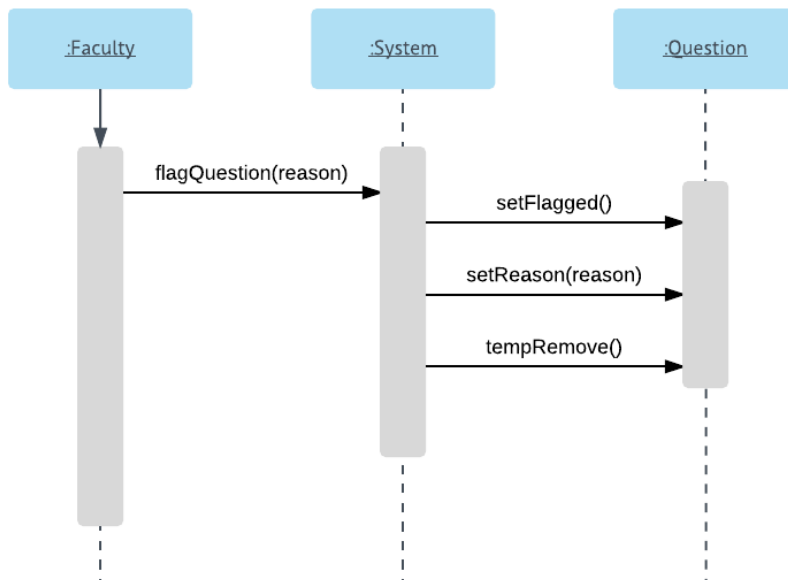 :Faculty
:System
:Question
flagQuestion(reason)
setFlagged()
setReason(reason)
tempRemove()